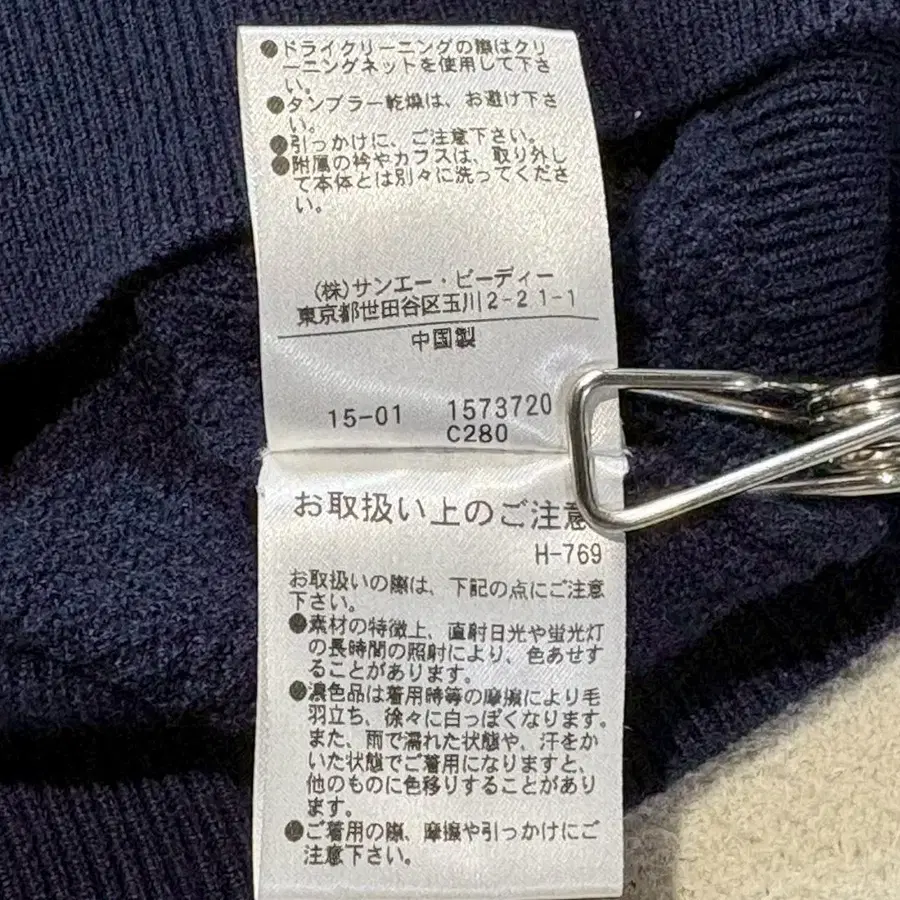 ●ドライクリーニングの際はクリ
ーニングネットを使用して下さ
い。
●タンブラー乾燥は、お避け下さ
い。
●引っかけに、ご注意下さい。
●附属の衿やカフスは、取り外し
て本体とは別々に洗ってくださ
い。
(株)サンエー・ビーディー
東京都世田谷区玉川2-21-1
中国製
15-01 1573720
C280
お取扱い上のご注意
H-769
お取扱いの際は、下記の点にご注意
下さい。
●素材の特徴上、直射日光や蛍光灯
の長時間の照射により、色あせす
ることがあります。
●濃色品は着用時等の摩擦により毛
羽立ち、徐々に白っぽくなります。
また、雨で濡れた状態や、汗をか
いた状態でご着用になりますと、
他のものに色移りすることがあり
ます。
●ご着用の際、摩擦や引っかけにご
注意下さい。